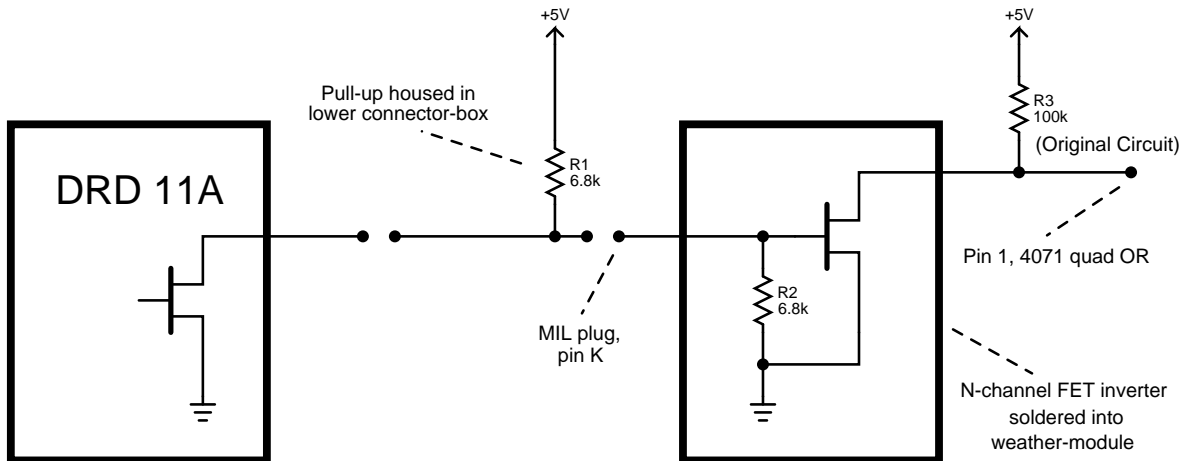 +5V
+5V
Pull-up housed in
lower connector-box
R3
100k
(Original Circuit)
R1
6.8k
DRD 11A
Pin 1, 4071 quad OR
R2
6.8k
MIL plug,
pin K
N-channel FET inverter
soldered into
weather-module